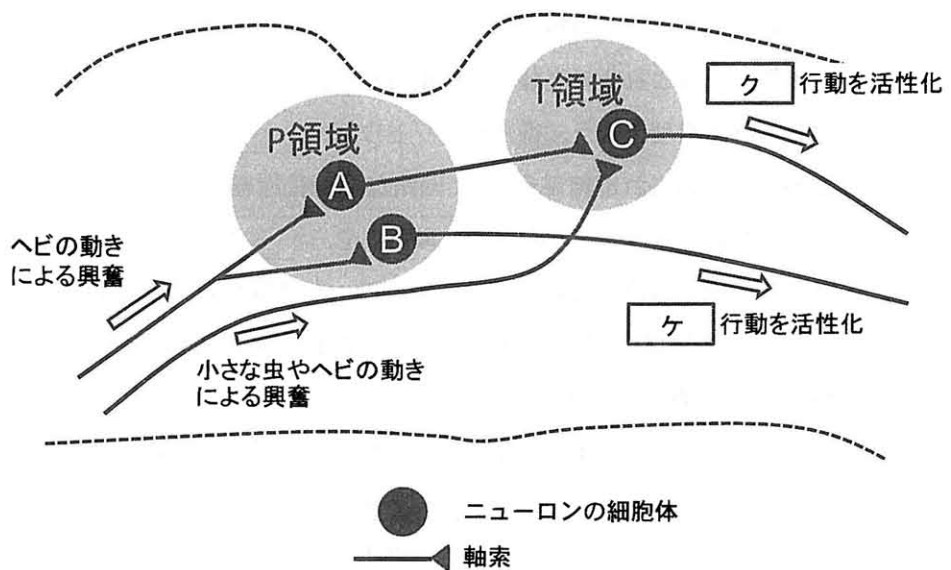 P領域
T領域
A
B
C
ク 行動を活性化
ケ 行動を活性化
ヘビの動き
による興奮
小さな虫やヘビの動き
による興奮
ニューロンの細胞体
軸索